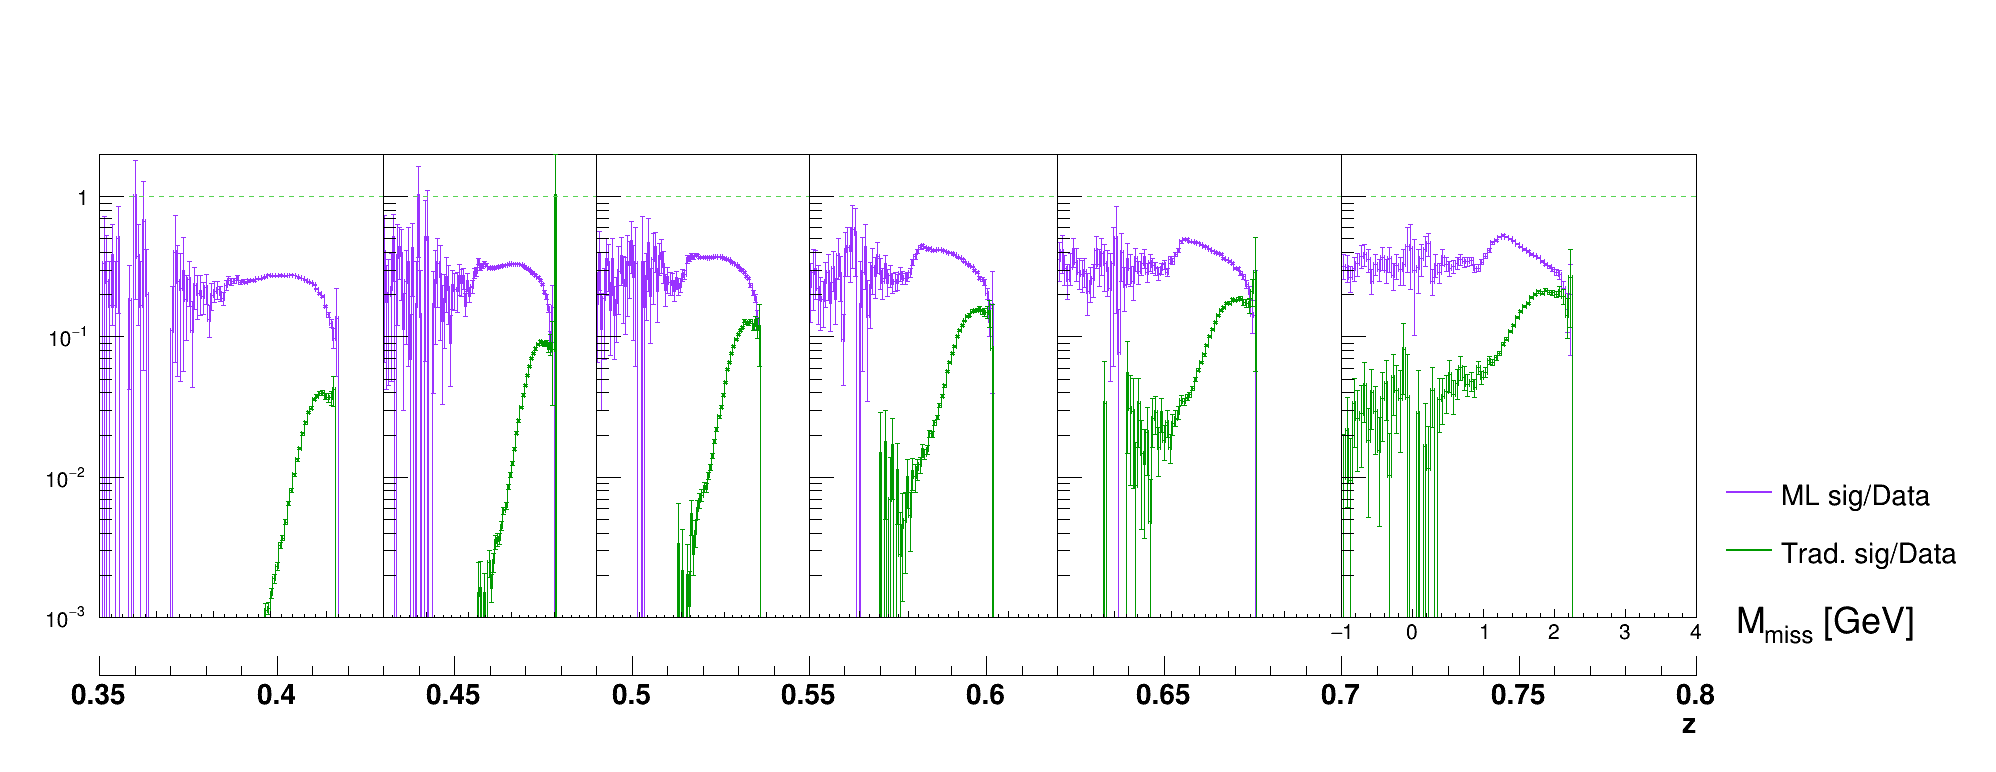 1
10⁻¹
10⁻²
10⁻³
ML sig/Data
Trad. sig/Data
−1 0 1 2 3 4
M_miss [GeV]
0.35 0.4 0.45 0.5 0.55 0.6 0.65 0.7 0.75 0.8
z